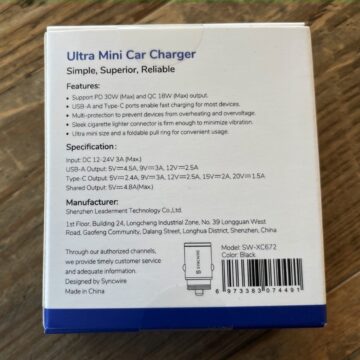 Ultra Mini Car Charger
Simple, Superior, Reliable
Features:
• Support PD 30W (Max) and QC 18W (Max) output.
• USB-A and Type-C ports enable fast charging for most devices.
• Multi-protection to prevent devices from overheating and overvoltage.
• Sleek cigarette lighter connector is firm enough to minimize vibration.
• Ultra mini size and a foldable pull ring for convenient usage.
Specification:
Input: DC 12-24V 3A (Max.)
USB-A Output: 5V⎓4.5A, 9V⎓3A, 12V⎓2.5A
Type-C Output: 5V⎓2.4A, 9V⎓3A, 12V⎓2.5A, 15V⎓2A, 20V⎓1.5A
Shared Output: 5V⎓4.8A(Max.)
Manufacturer:
Shenzhen Leaderment Technology Co.,Ltd.
1st Floor, Building 24, Longcheng Industrial Zone, No. 39 Longguan West
Road, Gaofeng Community, Dalang Street, Longhua District, Shenzhen, China
Through our authorized channels,
we provide timely customer service
and adequate information.
Designed by Syncwire
Made in China
SYNCWIRE
Model: SW-XC672
Color: Black
6 973383 074491